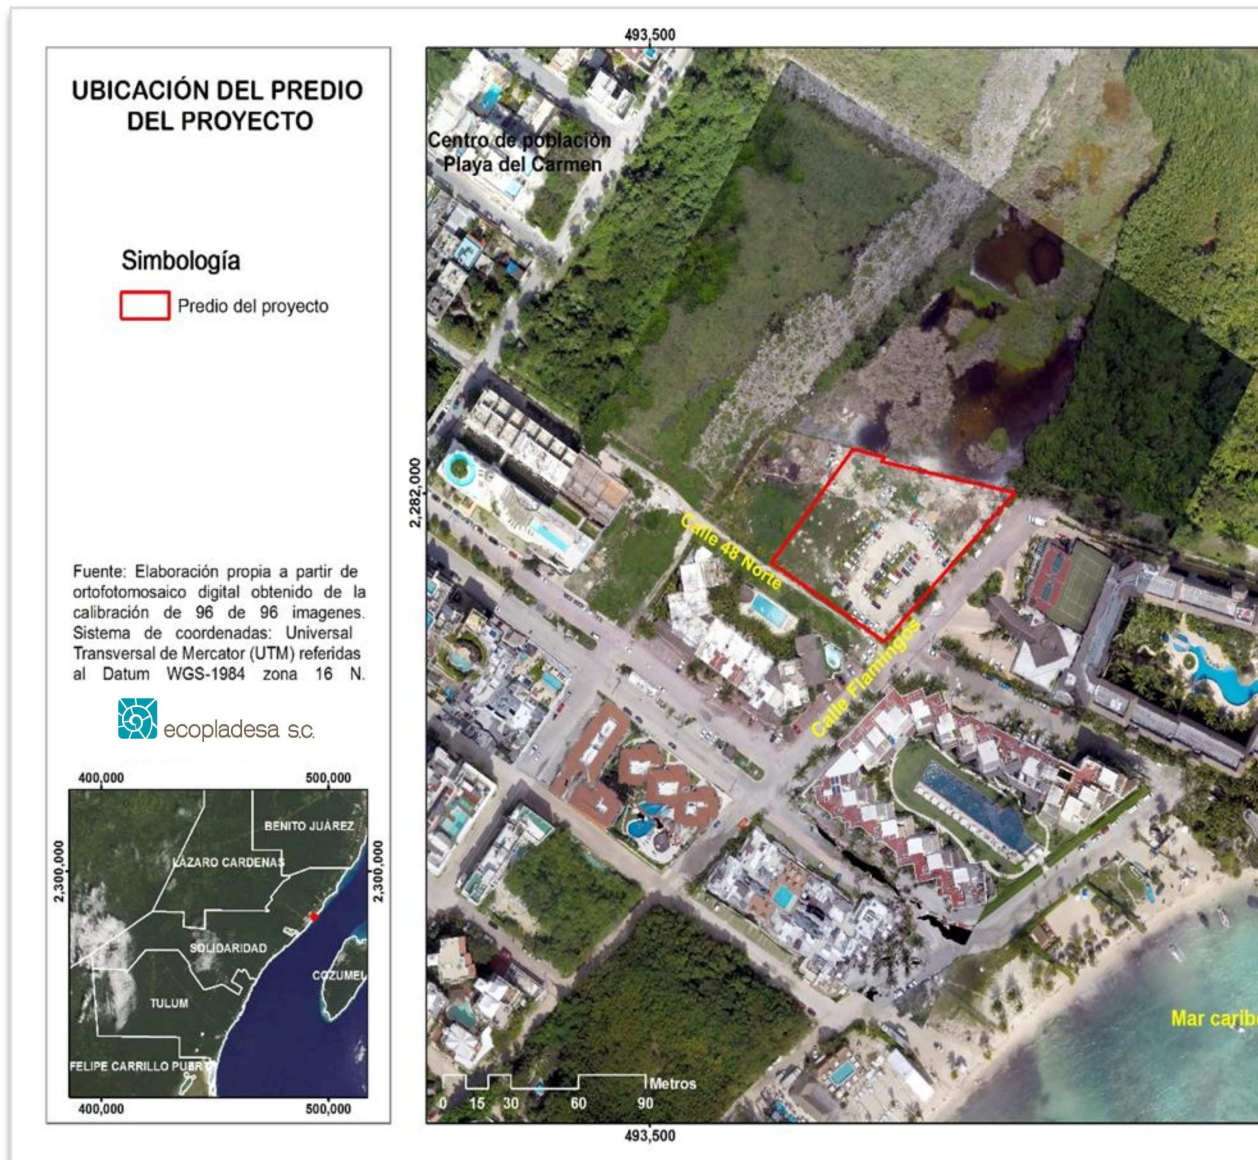 UBICACIÓN DEL PREDIO
DEL PROYECTO
Simbología
Predio del proyecto
Fuente: Elaboración propia a partir de
ortofotomosaico digital obtenido de la
calibración de 96 de 96 imagenes.
Sistema de coordenadas: Universal
Transversal de Mercator (UTM) referidas
al Datum WGS-1984 zona 16 N.
ecopladesa s.c.
400,000
500,000
2,300,000
2,300,000
BENITO JUÁREZ
LÁZARO CARDENAS
SOLIDARIDAD
COZUMEL
TULUM
FELIPE CARRILLO PUERTO
400,000
500,000
493,500
2,282,000
Centro de población
Playa del Carmen
Calle 48 Norte
Calle Flamingos
Mar caribe
Metros
0 15 30 60 90
493,500